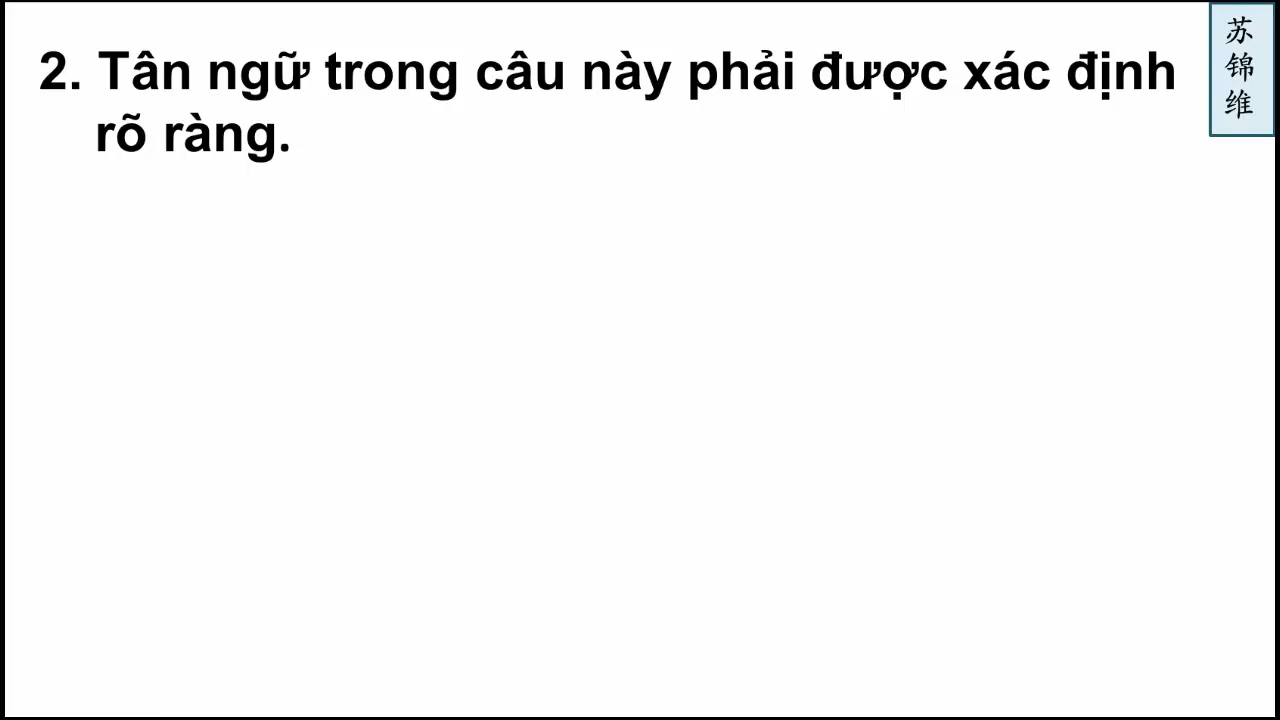 2. Tân ngữ trong câu này phải được xác định
rõ ràng.
苏
锦
维